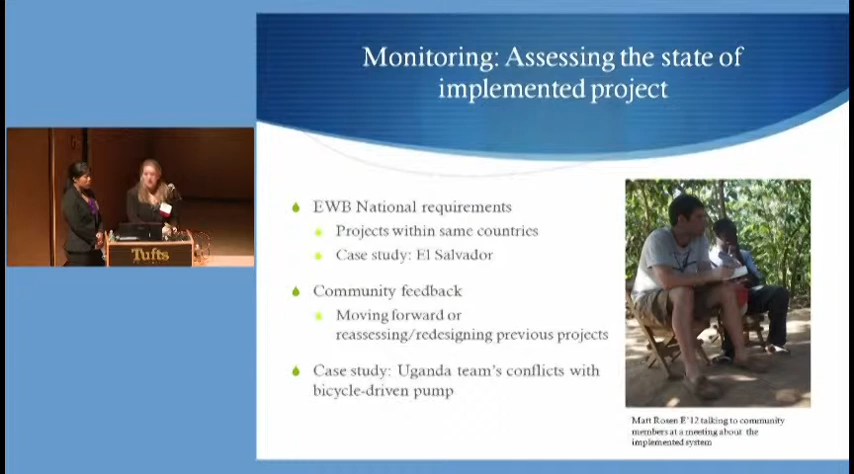 Monitoring: Assessing the state of
implemented project
EWB National requirements
Projects within same countries
Case study: El Salvador
Community feedback
Moving forward or
reassessing/redesigning previous projects
Case study: Uganda team's conflicts with
bicycle-driven pump
Matt Rosen E'12 talking to community
members at a meeting about the
implemented system
Tufts